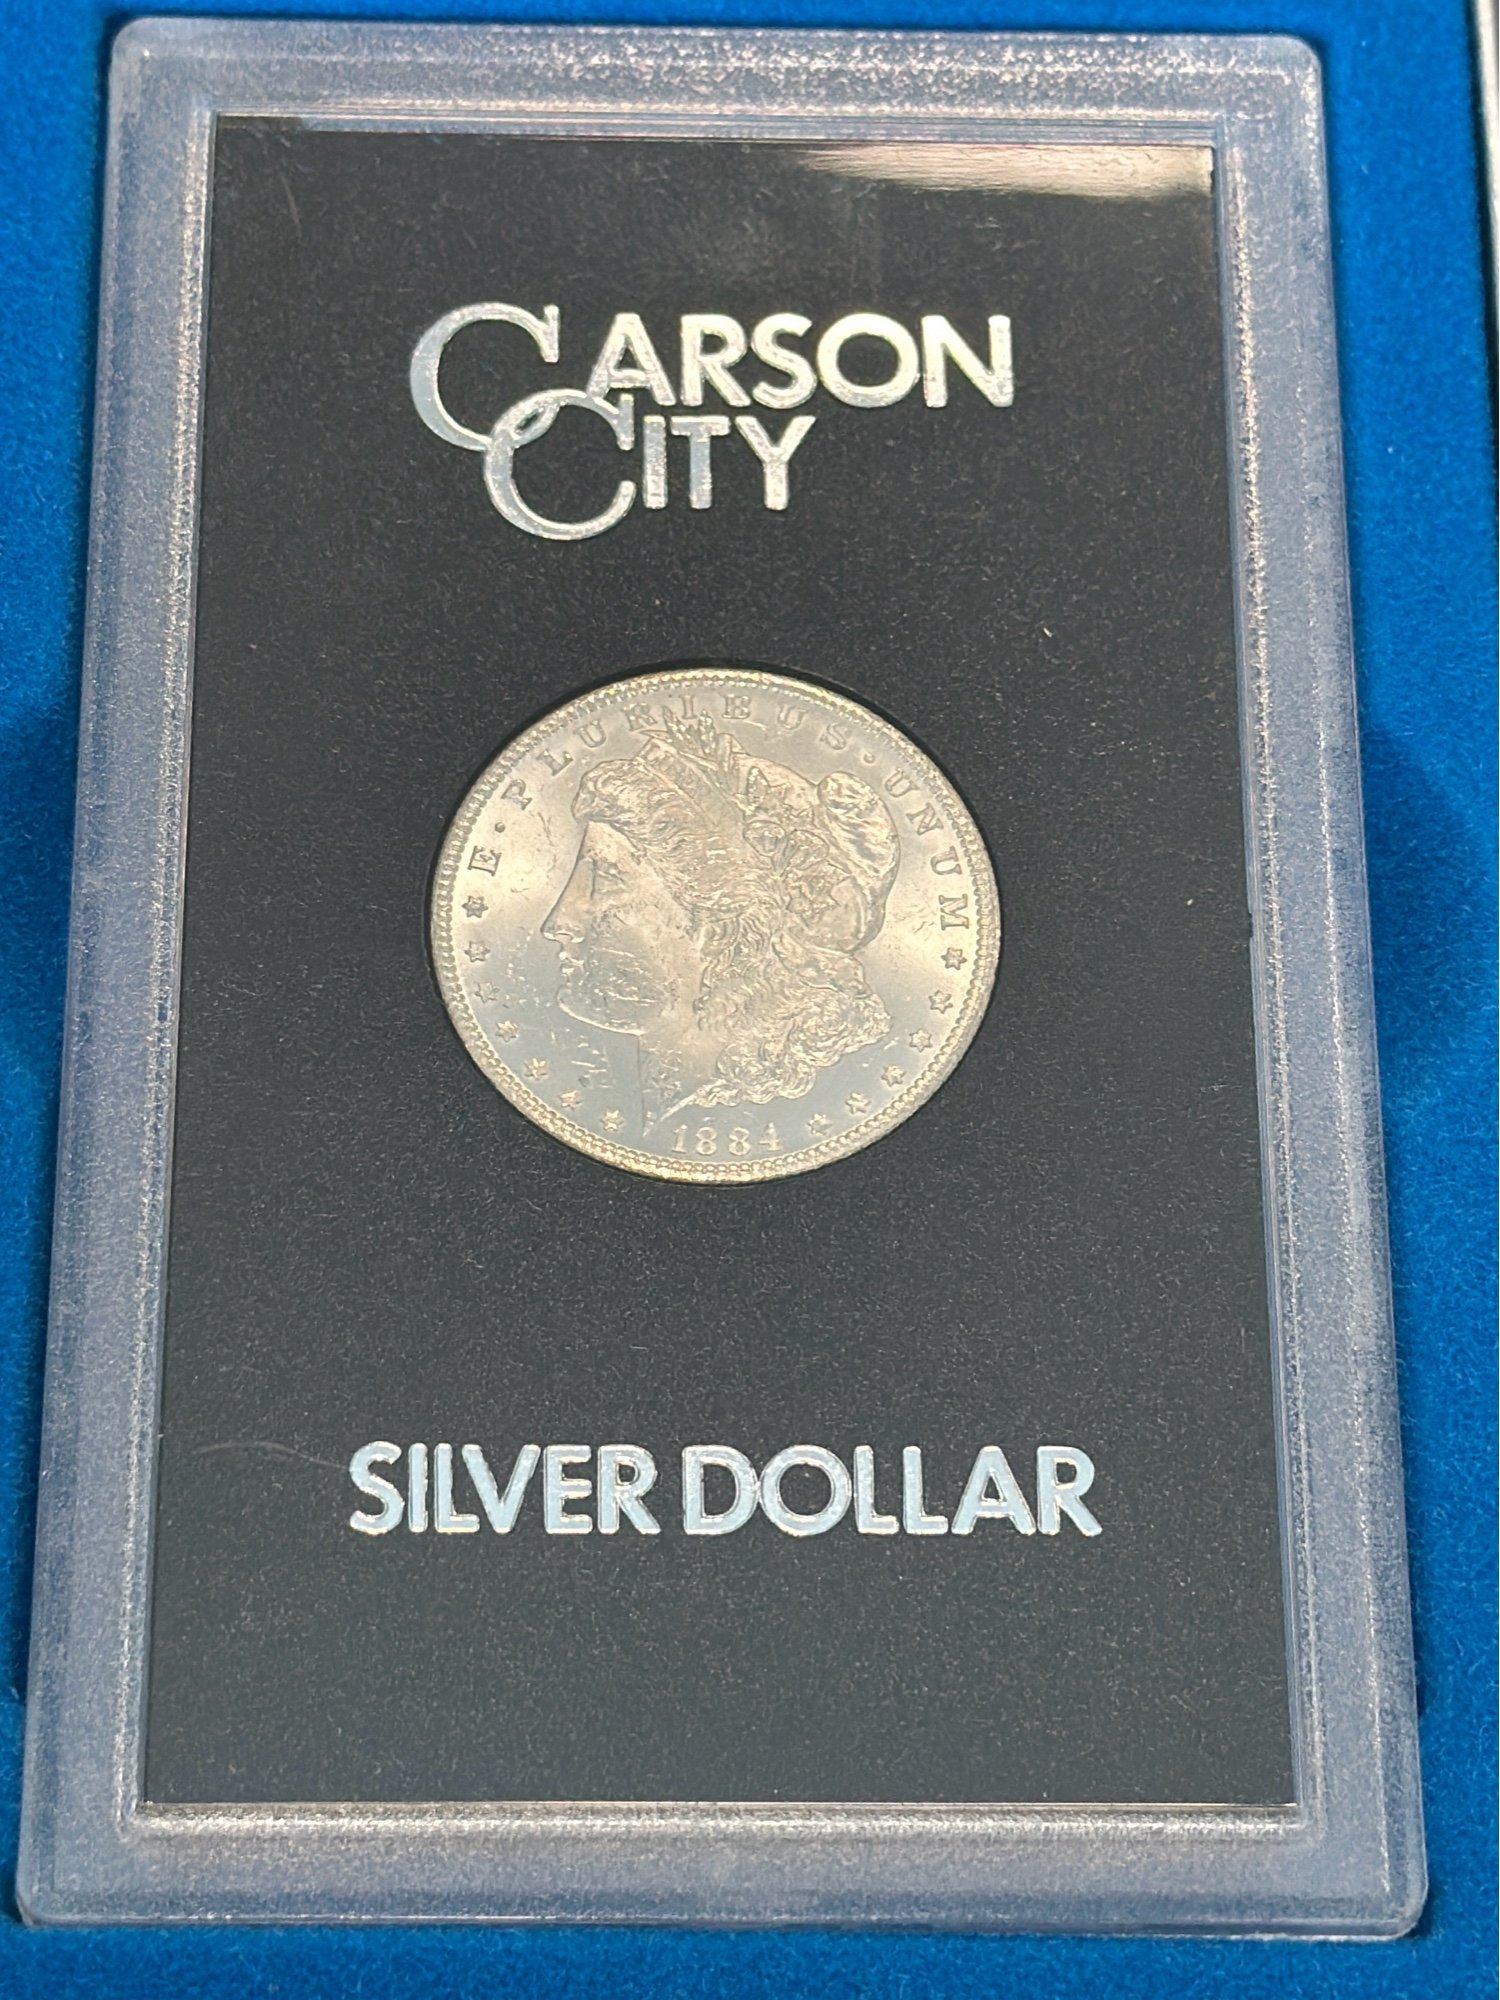 CARSON
CITY
E · PLURIBUS · UNUM
1884
SILVER DOLLAR